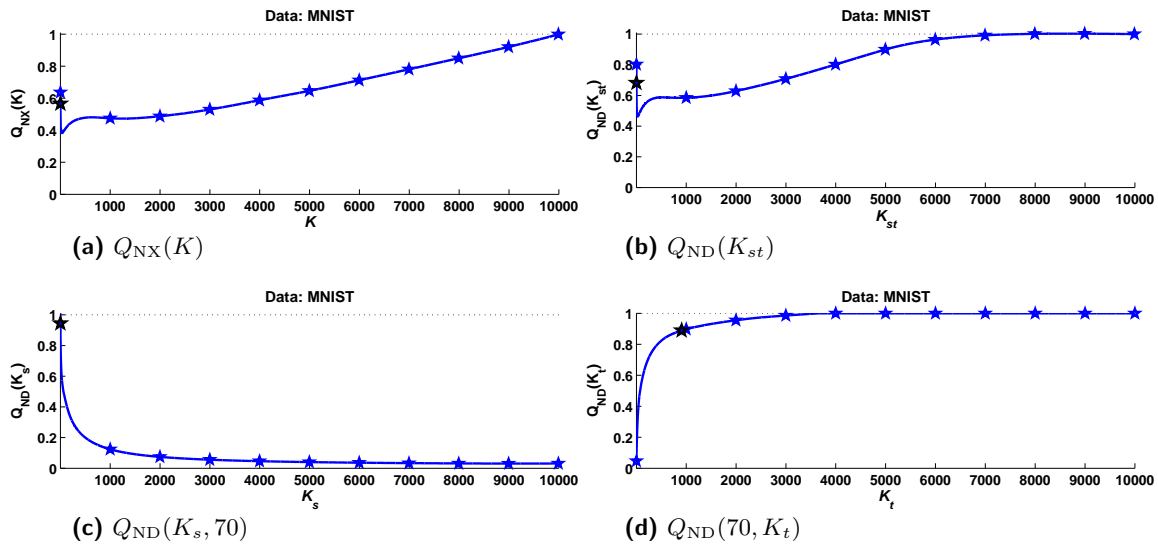 Data: MNIST
Q_NX(K)
1
0.8
0.6
0.4
0.2
0
1000 2000 3000 4000 5000 6000 7000 8000 9000 10000
K
(a) Q_NX(K)
Data: MNIST
Q_ND(K_st)
1
0.8
0.6
0.4
0.2
0
1000 2000 3000 4000 5000 6000 7000 8000 9000 10000
K_st
(b) Q_ND(K_st)
Data: MNIST
Q_ND(K_s)
1
0.8
0.6
0.4
0.2
0
1000 2000 3000 4000 5000 6000 7000 8000 9000 10000
K_s
(c) Q_ND(K_s, 70)
Data: MNIST
Q_ND(K_t)
1
0.8
0.6
0.4
0.2
0
1000 2000 3000 4000 5000 6000 7000 8000 9000 10000
K_t
(d) Q_ND(70, K_t)